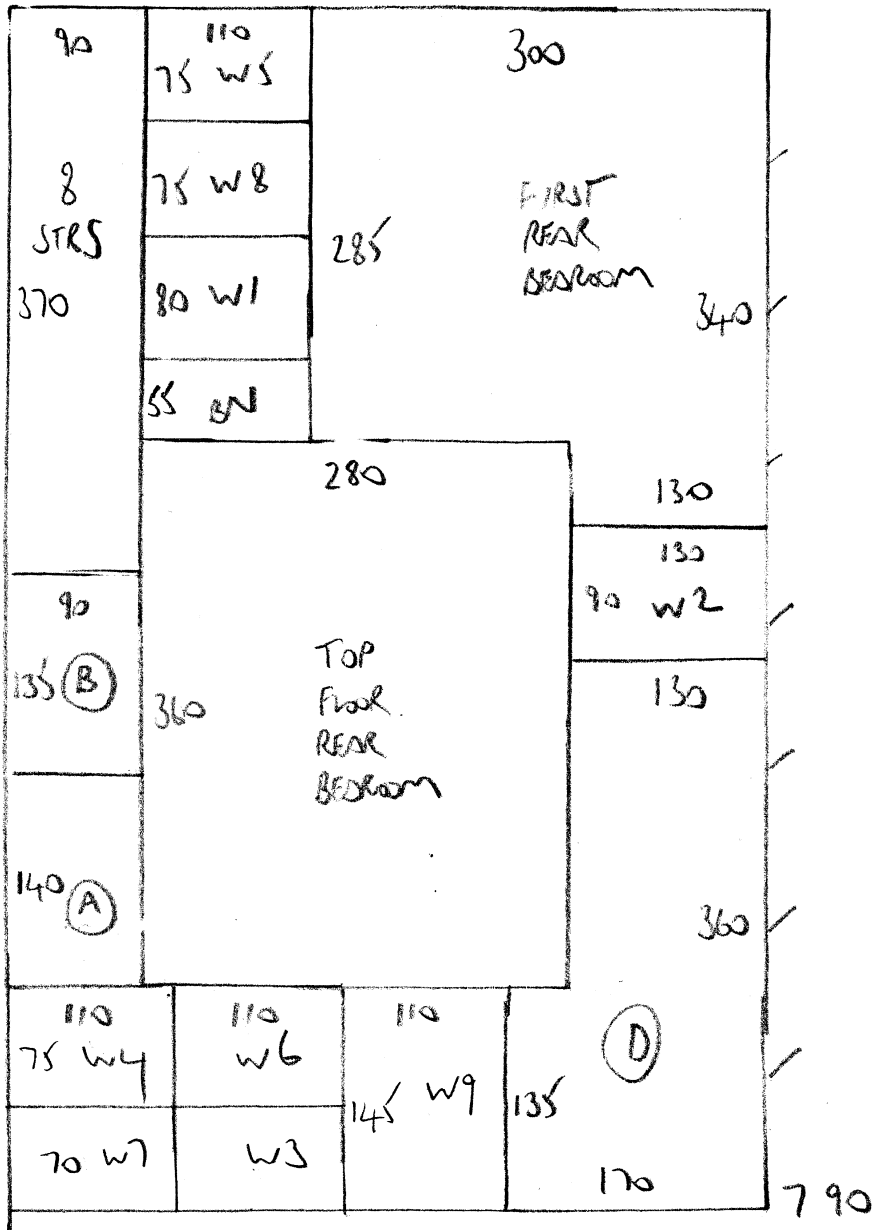 90
110
300
75 W5
8
STRS
370
75 W8
285
FIRST
REAR
BEDROOM
80 W1
340
55 BN
280
130
130
90 W2
90
135 B
360
TOP
FLOOR
REAR
BEDROOM
130
140 A
360
110
75 W4
110
W6
110
145 W9
135
D
70 W7
W3
170
790